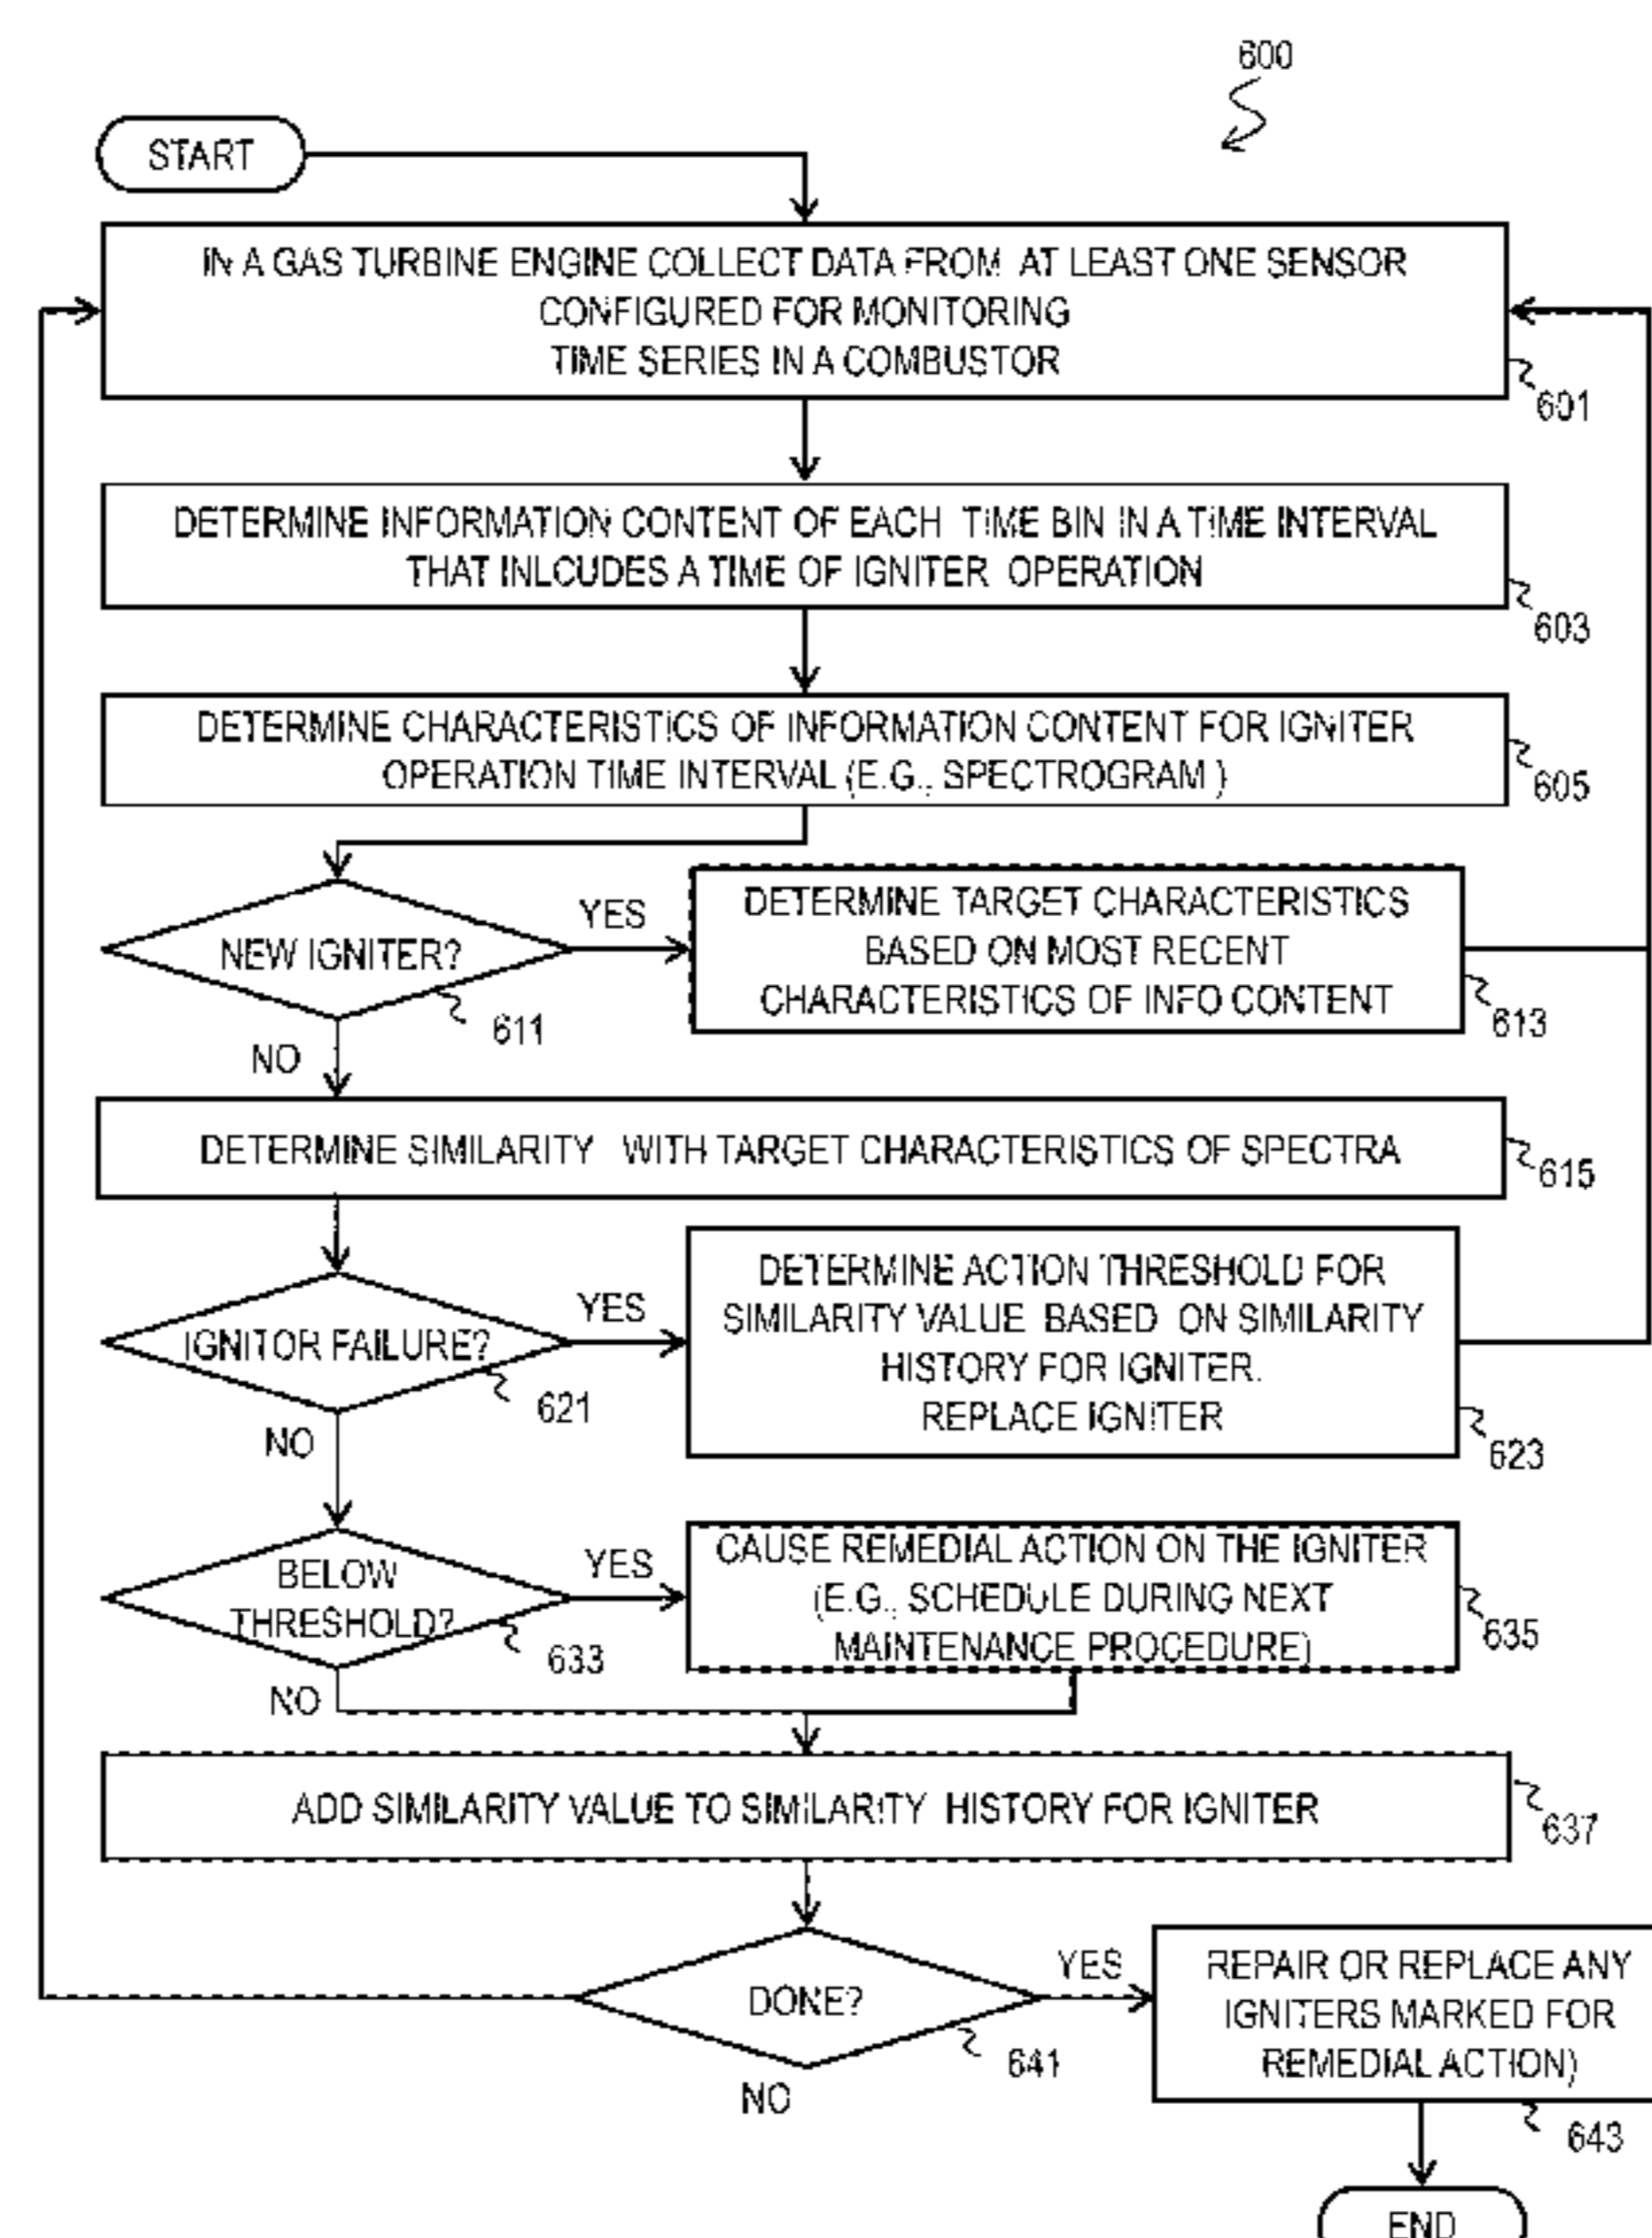 600
START
IN A GAS TURBINE ENGINE COLLECT DATA FROM AT LEAST ONE SENSOR
CONFIGURED FOR MONITORING
TIME SERIES IN A COMBUSTOR
601
DETERMINE INFORMATION CONTENT OF EACH TIME BIN IN A TIME INTERVAL
THAT INLCUDES A TIME OF IGNITER OPERATION
603
DETERMINE CHARACTERISTICS OF INFORMATION CONTENT FOR IGNITER
OPERATION TIME INTERVAL (E.G., SPECTROGRAM )
605
NEW IGNITER?
611
YES
DETERMINE TARGET CHARACTERISTICS
BASED ON MOST RECENT
CHARACTERISTICS OF INFO CONTENT
613
NO
DETERMINE SIMILARITY WITH TARGET CHARACTERISTICS OF SPECTRA
615
IGNITOR FAILURE?
621
YES
DETERMINE ACTION THRESHOLD FOR
SIMILARITY VALUE BASED ON SIMILARITY
HISTORY FOR IGNITER.
REPLACE IGNITER
623
NO
BELOW
THRESHOLD?
633
YES
CAUSE REMEDIAL ACTION ON THE IGNITER
(E.G., SCHEDULE DURING NEXT
MAINTENANCE PROCEDURE)
635
NO
ADD SIMILARITY VALUE TO SIMILARITY HISTORY FOR IGNITER
637
DONE?
641
YES
REPAIR OR REPLACE ANY
IGNITERS MARKED FOR
REMEDIAL ACTION)
643
NO
END